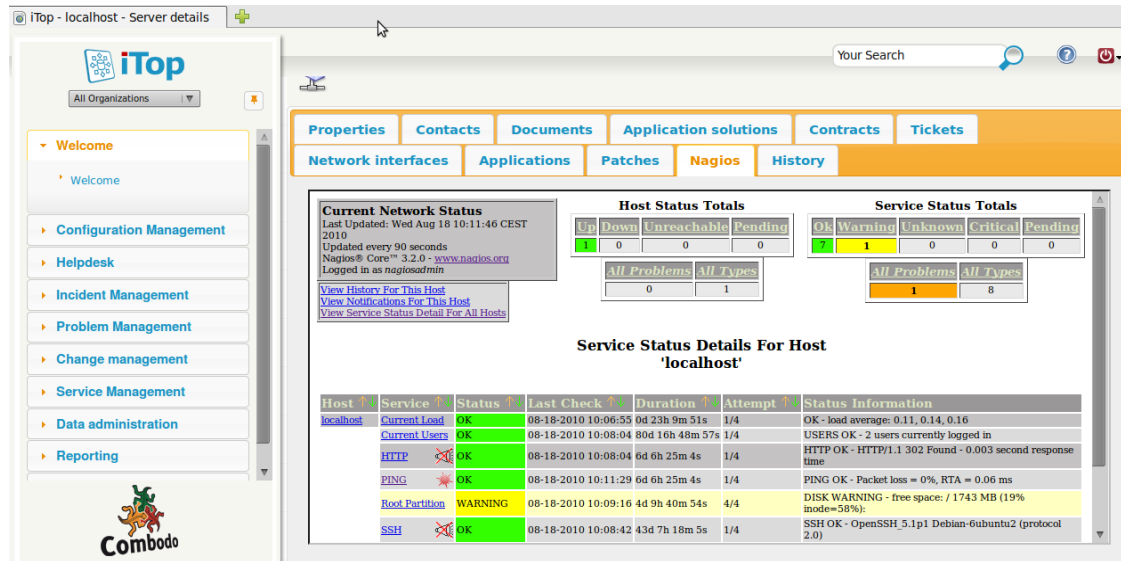 iTop - localhost - Server details
iTop
All Organizations
Your Search
Welcome
Welcome
Configuration Management
Helpdesk
Incident Management
Problem Management
Change management
Service Management
Data administration
Reporting
Combodo
Properties Contacts Documents Application solutions Contracts Tickets
Network interfaces Applications Patches Nagios History
Current Network Status
Last Updated: Wed Aug 18 10:11:46 CEST
2010
Updated every 90 seconds
Nagios® Core™ 3.2.0 - www.nagios.org
Logged in as nagiosadmin
View History For This Host
View Notifications For This Host
View Service Status Detail For All Hosts
Host Status Totals
Up Down Unreachable Pending
1 0 0 0
All Problems All Types
0 1
Service Status Totals
Ok Warning Unknown Critical Pending
7 1 0 0 0
All Problems All Types
1 8
Service Status Details For Host
'localhost'
Host Service Status Last Check Duration Attempt Status Information
localhost Current Load OK 08-18-2010 10:06:55 0d 23h 9m 51s 1/4 OK - load average: 0.11, 0.14, 0.16
Current Users OK 08-18-2010 10:08:04 80d 16h 48m 57s 1/4 USERS OK - 2 users currently logged in
HTTP OK 08-18-2010 10:08:04 6d 6h 25m 4s 1/4 HTTP OK - HTTP/1.1 302 Found - 0.003 second response
time
PING OK 08-18-2010 10:11:29 6d 6h 25m 4s 1/4 PING OK - Packet loss = 0%, RTA = 0.06 ms
Root Partition WARNING 08-18-2010 10:09:16 4d 9h 40m 54s 4/4 DISK WARNING - free space: / 1743 MB (19%
inode=58%):
SSH OK 08-18-2010 10:08:42 43d 7h 18m 5s 1/4 SSH OK - OpenSSH_5.1p1 Debian-6ubuntu2 (protocol
2.0)